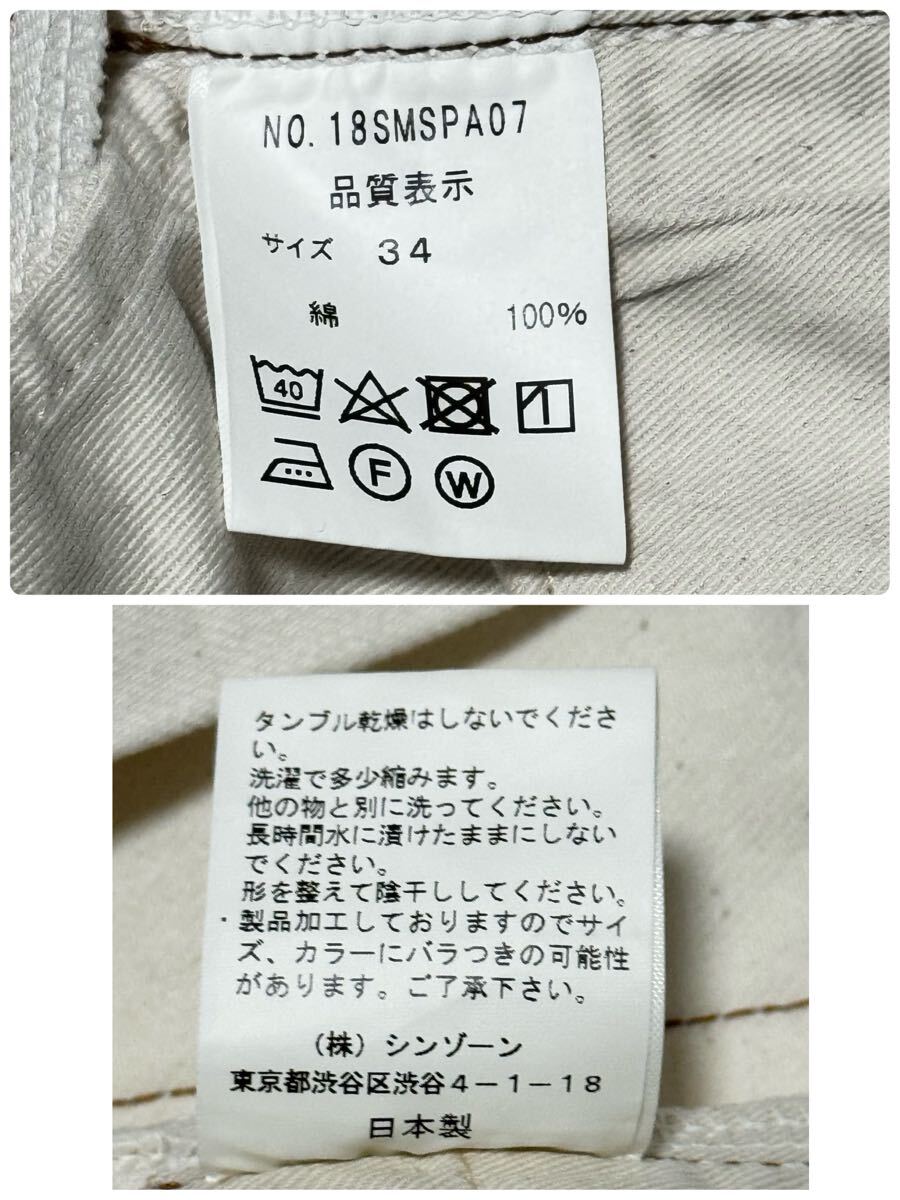 NO.18SMSPA07
品質表示
サイズ 34
綿 100%
40
F W
タンブル乾燥はしないでくださ
い。
洗濯で多少縮みます。
他の物と別に洗ってください。
長時間水に漬けたままにしない
でください。
形を整えて陰干ししてください。
・製品加工しておりますのでサイ
ズ、カラーにバラつきの可能性
があります。ご了承下さい。
(株)シンゾーン
東京都渋谷区渋谷4-1-18
日本製